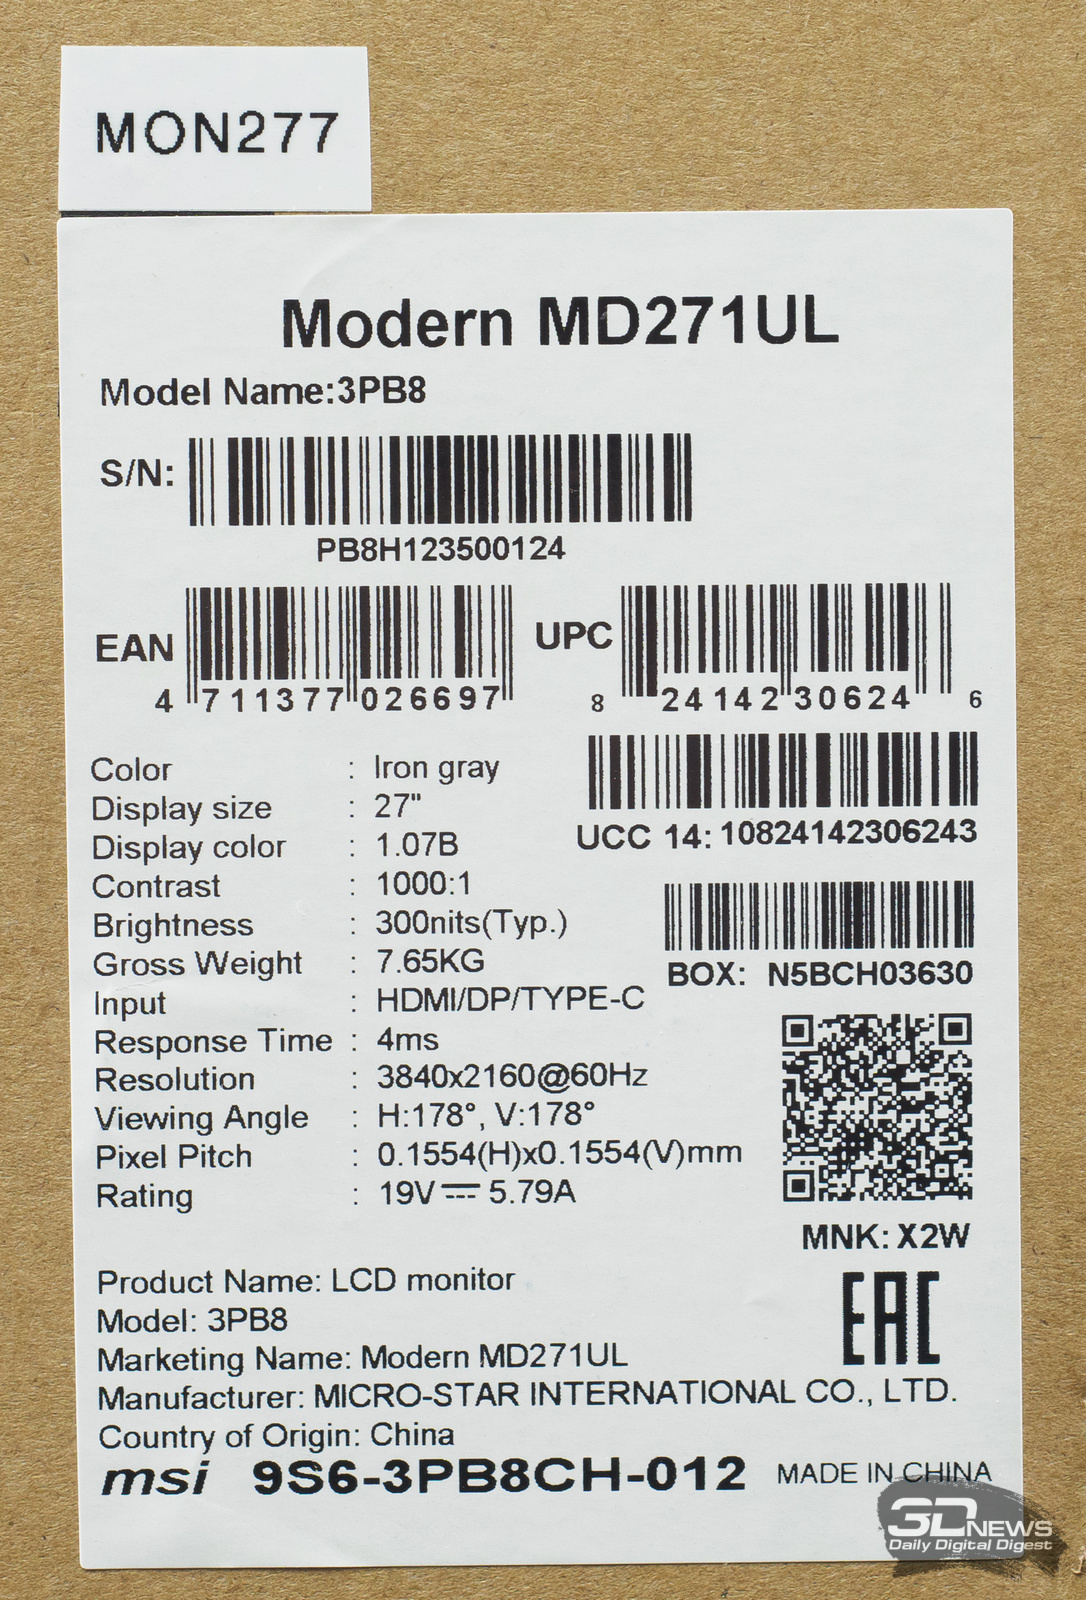 MON277
Modern MD271UL
Model Name:3PB8
S/N:
PB8H123500124
EAN
4 711377 026697
UPC
8 24142 30624 6
UCC 14: 10824142306243
BOX: N5BCH03630
Color : Iron gray
Display size : 27"
Display color : 1.07B
Contrast : 1000:1
Brightness : 300nits(Typ.)
Gross Weight : 7.65KG
Input : HDMI/DP/TYPE-C
Response Time : 4ms
Resolution : 3840x2160@60Hz
Viewing Angle : H:178°, V:178°
Pixel Pitch : 0.1554(H)x0.1554(V)mm
Rating : 19V⎓5.79A
MNK: X2W
EAC
Product Name: LCD monitor
Model: 3PB8
Marketing Name: Modern MD271UL
Manufacturer: MICRO-STAR INTERNATIONAL CO., LTD.
Country of Origin: China
msi 9S6-3PB8CH-012 MADE IN CHINA
3DNEWS
Daily Digital Digest